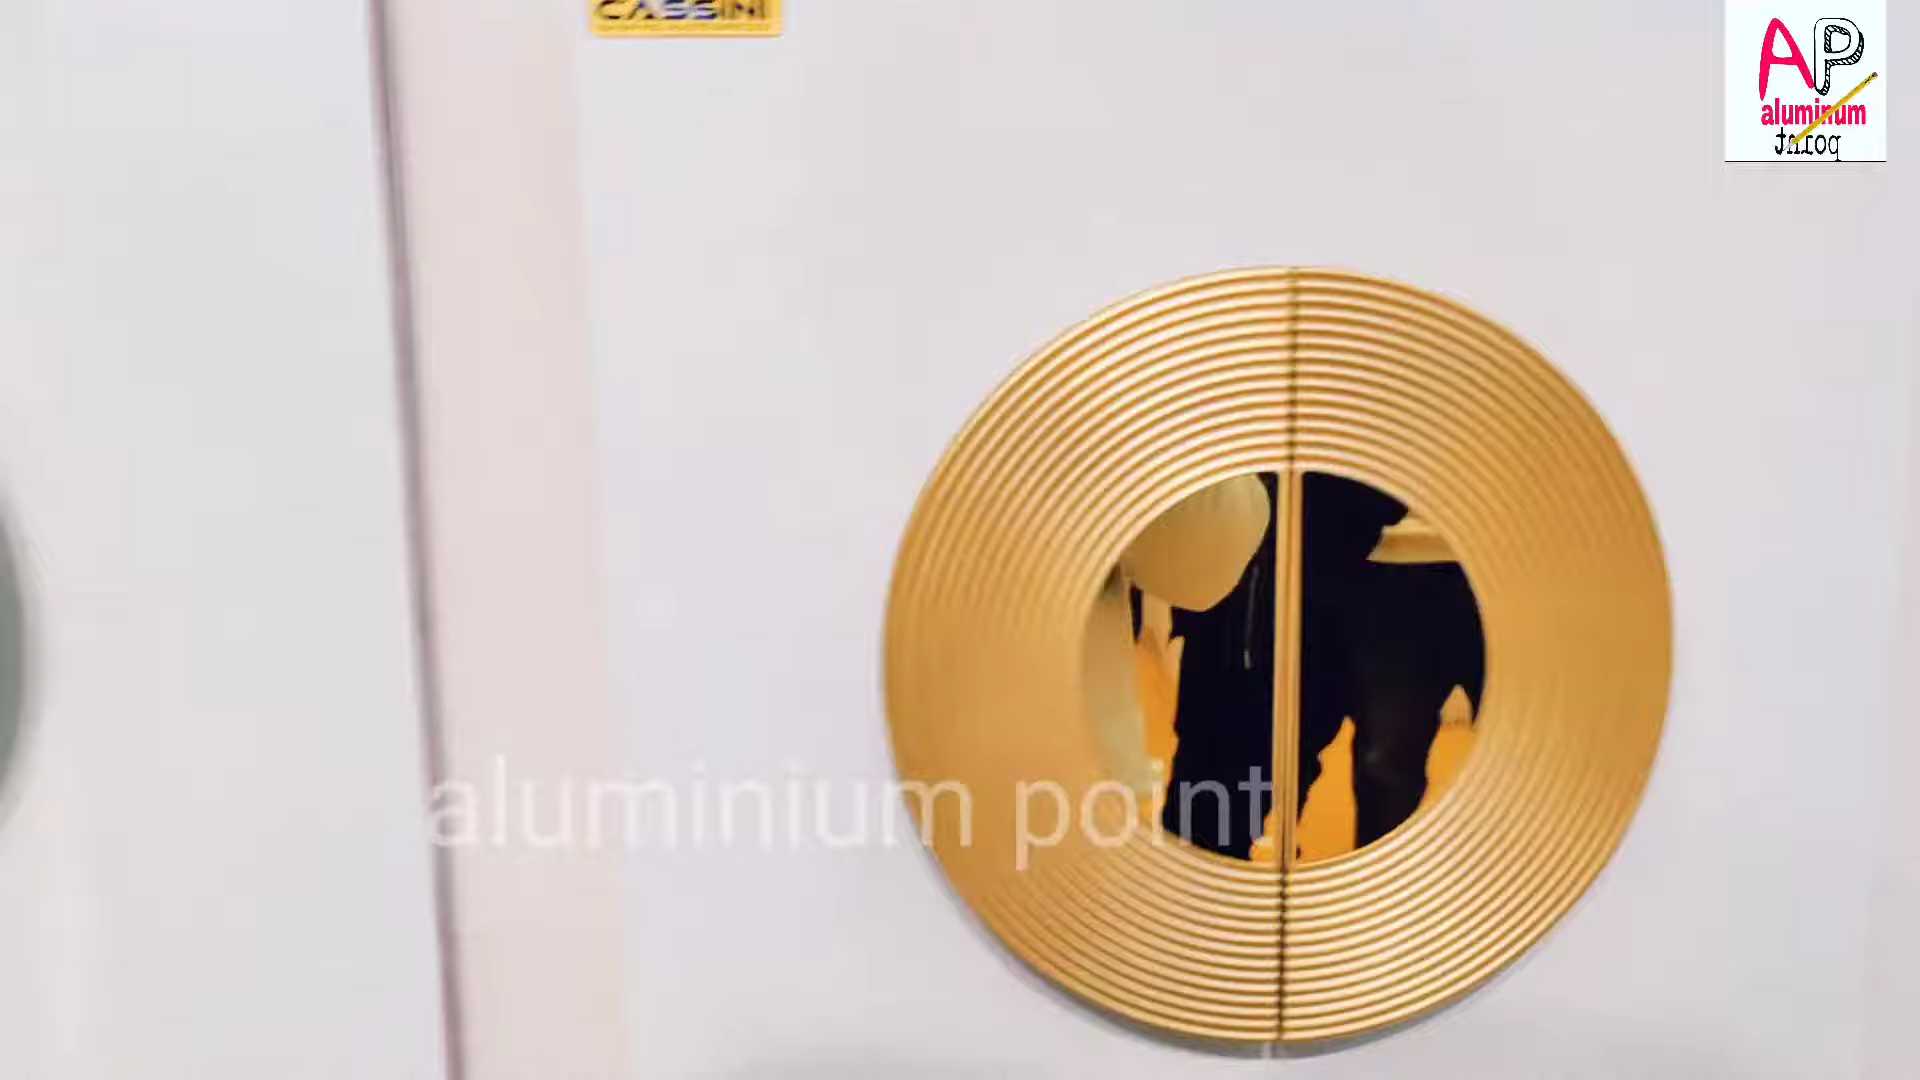 CASSINI
AP
aluminum
point
aluminium point